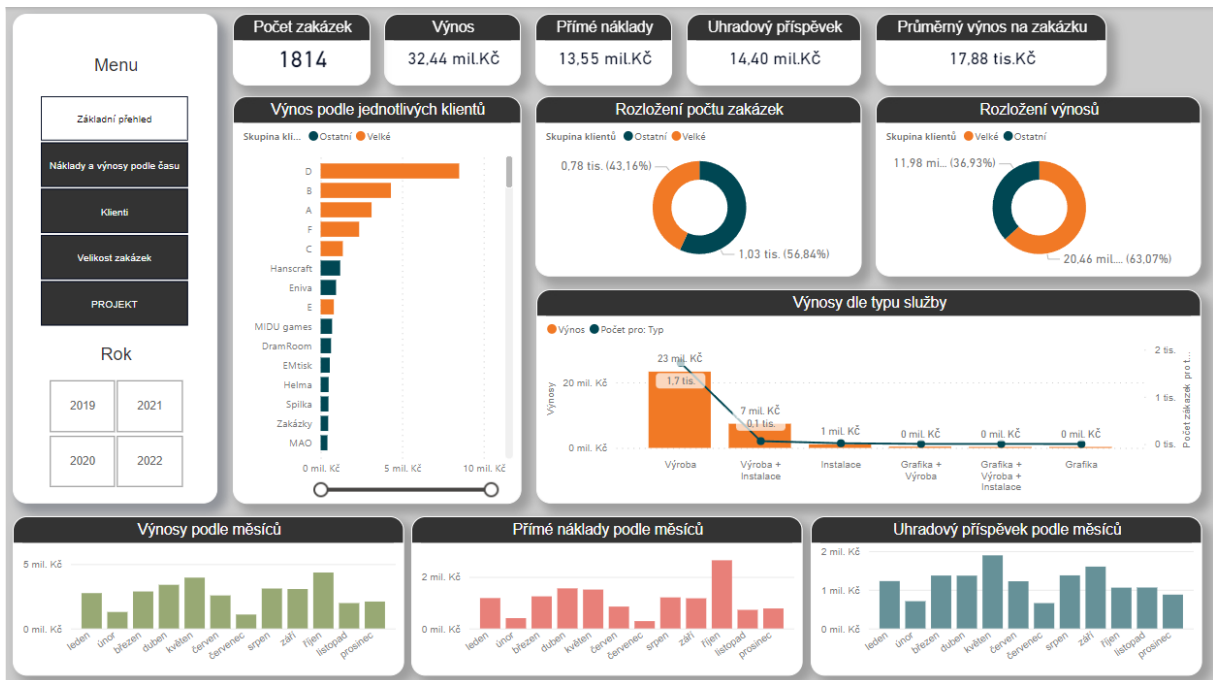 Menu
Základní přehled
Náklady a výnosy podle času
Klienti
Velikost zakázek
PROJEKT
Rok
2019
2021
2020
2022
Počet zakázek
1814
Výnos
32,44 mil.Kč
Přímé náklady
13,55 mil.Kč
Uhradový příspěvek
14,40 mil.Kč
Průměrný výnos na zakázku
17,88 tis.Kč
Výnos podle jednotlivých klientů
Skupina kli... Ostatní Velké
D
B
A
F
C
Hanscraft
Eniva
E
MIDU games
DramRoom
EMtisk
Helma
Spilka
Zakázky
MAO
0 mil. Kč 5 mil. Kč 10 mil. Kč
Rozložení počtu zakázek
Skupina klientů Ostatní Velké
0,78 tis. (43,16%)
1,03 tis. (56,84%)
Rozložení výnosů
Skupina klientů Velké Ostatní
11,98 mi... (36,93%)
20,46 mil.... (63,07%)
Výnosy dle typu služby
Výnos Počet pro: Typ
Výnosy
20 mil. Kč
0 mil. Kč
23 mil. Kč
1,7 tis.
7 mil. Kč
0,1 tis.
1 mil. Kč
0 mil. Kč
0 mil. Kč
0 mil. Kč
2 tis.
1 tis.
0 tis.
Počet zákazek pro t...
Výroba
Výroba +
Instalace
Instalace
Grafika +
Výroba
Grafika +
Výroba +
Instalace
Grafika
Výnosy podle měsíců
5 mil. Kč
0 mil. Kč
leden únor březen duben květen červen červenec srpen září říjen listopad prosinec
Přímé náklady podle měsíců
2 mil. Kč
0 mil. Kč
leden únor březen duben květen červen červenec srpen září říjen listopad prosinec
Uhradový příspěvek podle měsíců
2 mil. Kč
1 mil. Kč
0 mil. Kč
leden únor březen duben květen červen červenec srpen září říjen listopad prosinec